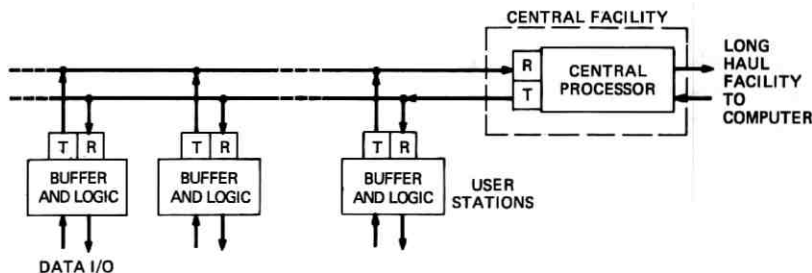 CENTRAL FACILITY
R
T
CENTRAL
PROCESSOR
LONG
HAUL
FACILITY
TO
COMPUTER
T R
BUFFER
AND LOGIC
T R
BUFFER
AND LOGIC
T R
BUFFER
AND LOGIC
USER
STATIONS
DATA I/O